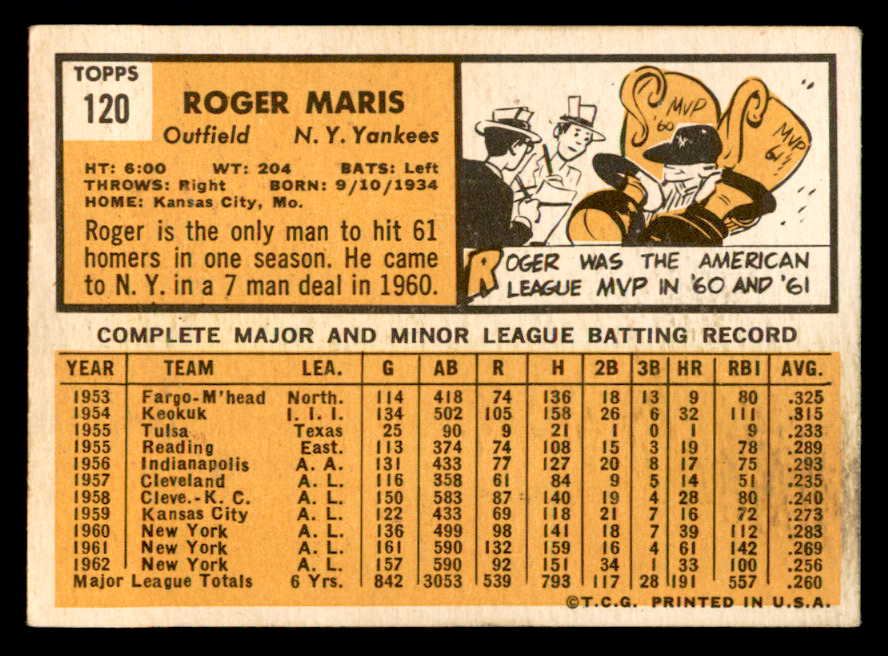 TOPPS
120
ROGER MARIS
Outfield N. Y. Yankees
HT: 6:00 WT: 204 BATS: Left
THROWS: Right BORN: 9/10/1934
HOME: Kansas City, Mo.
Roger is the only man to hit 61
homers in one season. He came
to N. Y. in a 7 man deal in 1960.
MVP
'60
MVP
61!
ROGER WAS THE AMERICAN
LEAGUE MVP IN '60 AND '61
COMPLETE MAJOR AND MINOR LEAGUE BATTING RECORD
YEAR TEAM LEA. G AB R H 2B 3B HR RBI AVG.
1953 Fargo-M'head North. 114 418 74 136 18 13 9 80 .325
1954 Keokuk I. I. I. 134 502 105 158 26 6 32 111 .315
1955 Tulsa Texas 25 90 9 21 1 0 1 9 .233
1955 Reading East. 113 374 74 108 15 3 19 78 .289
1956 Indianapolis A. A. 131 433 77 127 20 8 17 75 .293
1957 Cleveland A. L. 116 358 61 84 9 5 14 51 .235
1958 Cleve.-K. C. A. L. 150 583 87 140 19 4 28 80 .240
1959 Kansas City A. L. 122 433 69 118 21 7 16 72 .273
1960 New York A. L. 136 499 98 141 18 7 39 112 .283
1961 New York A. L. 161 590 132 159 16 4 61 142 .269
1962 New York A. L. 157 590 92 151 34 1 33 100 .256
Major League Totals 6 Yrs. 842 3053 539 793 117 28 191 557 .260
©T.C.G. PRINTED IN U.S.A.